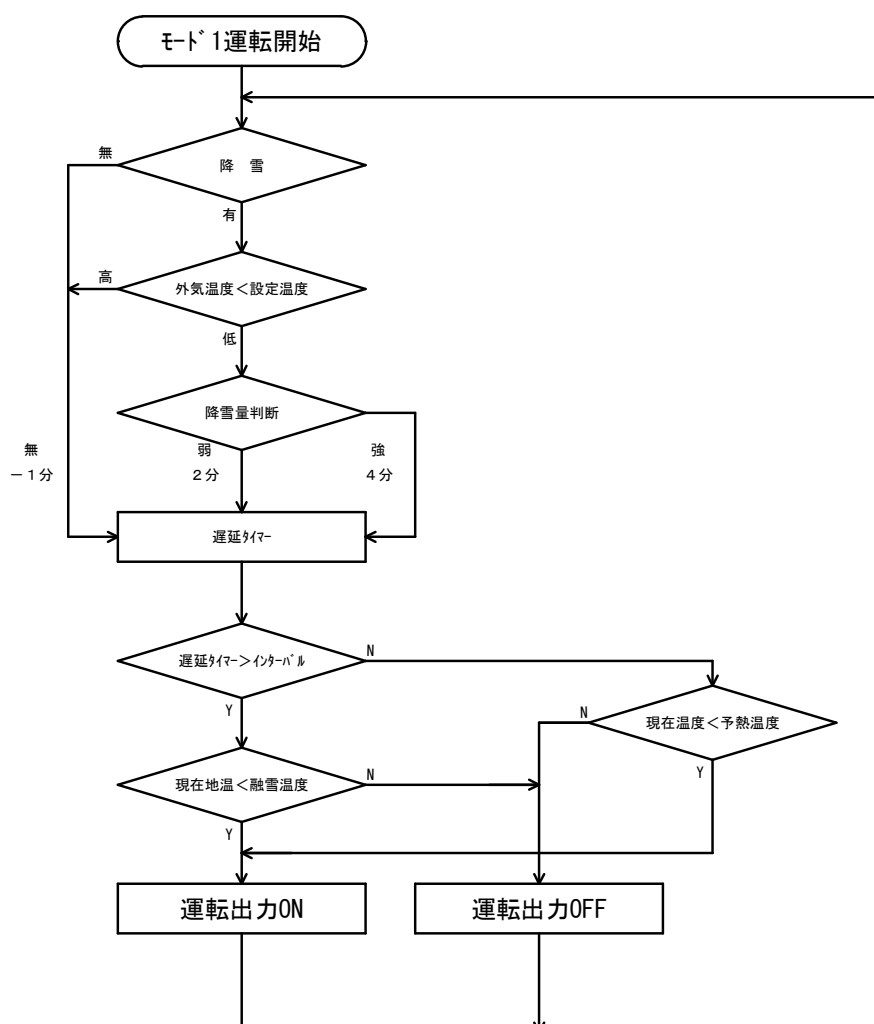 ﾓｰﾄﾞ1運転開始
無
降　雪
有
高
外気温度＜設定温度
低
降雪量判断
無
－１分
弱
２分
強
４分
遅延ﾀｲﾏｰ
遅延ﾀｲﾏｰ＞ｲﾝﾀｰﾊﾞﾙ
N
Y
N
現在温度＜予熱温度
Y
現在地温＜融雪温度
N
Y
運転出力ON
運転出力OFF